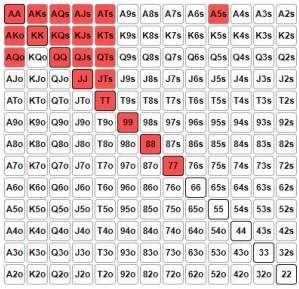 AA AKs AQs AJs ATs A9s A8s A7s A6s A5s A4s A3s A2s
AKo KK KQs KJs KTs K9s K8s K7s K6s K5s K4s K3s K2s
AQo KQo QQ QJs QTs Q9s Q8s Q7s Q6s Q5s Q4s Q3s Q2s
AJo KJo QJo JJ JTs J9s J8s J7s J6s J5s J4s J3s J2s
ATo KTo QTo JTo TT T9s T8s T7s T6s T5s T4s T3s T2s
A9o K9o Q9o J9o T9o 99 98s 97s 96s 95s 94s 93s 92s
A8o K8o Q8o J8o T8o 98o 88 87s 86s 85s 84s 83s 82s
A7o K7o Q7o J7o T7o 97o 87o 77 76s 75s 74s 73s 72s
A6o K6o Q6o J6o T6o 96o 86o 76o 66 65s 64s 63s 62s
A5o K5o Q5o J5o T5o 95o 85o 75o 65o 55 54s 53s 52s
A4o K4o Q4o J4o T4o 94o 84o 74o 64o 54o 44 43s 42s
A3o K3o Q3o J3o T3o 93o 83o 73o 63o 53o 43o 33 32s
A2o K2o Q2o J2o T2o 92o 82o 72o 62o 52o 42o 32o 22